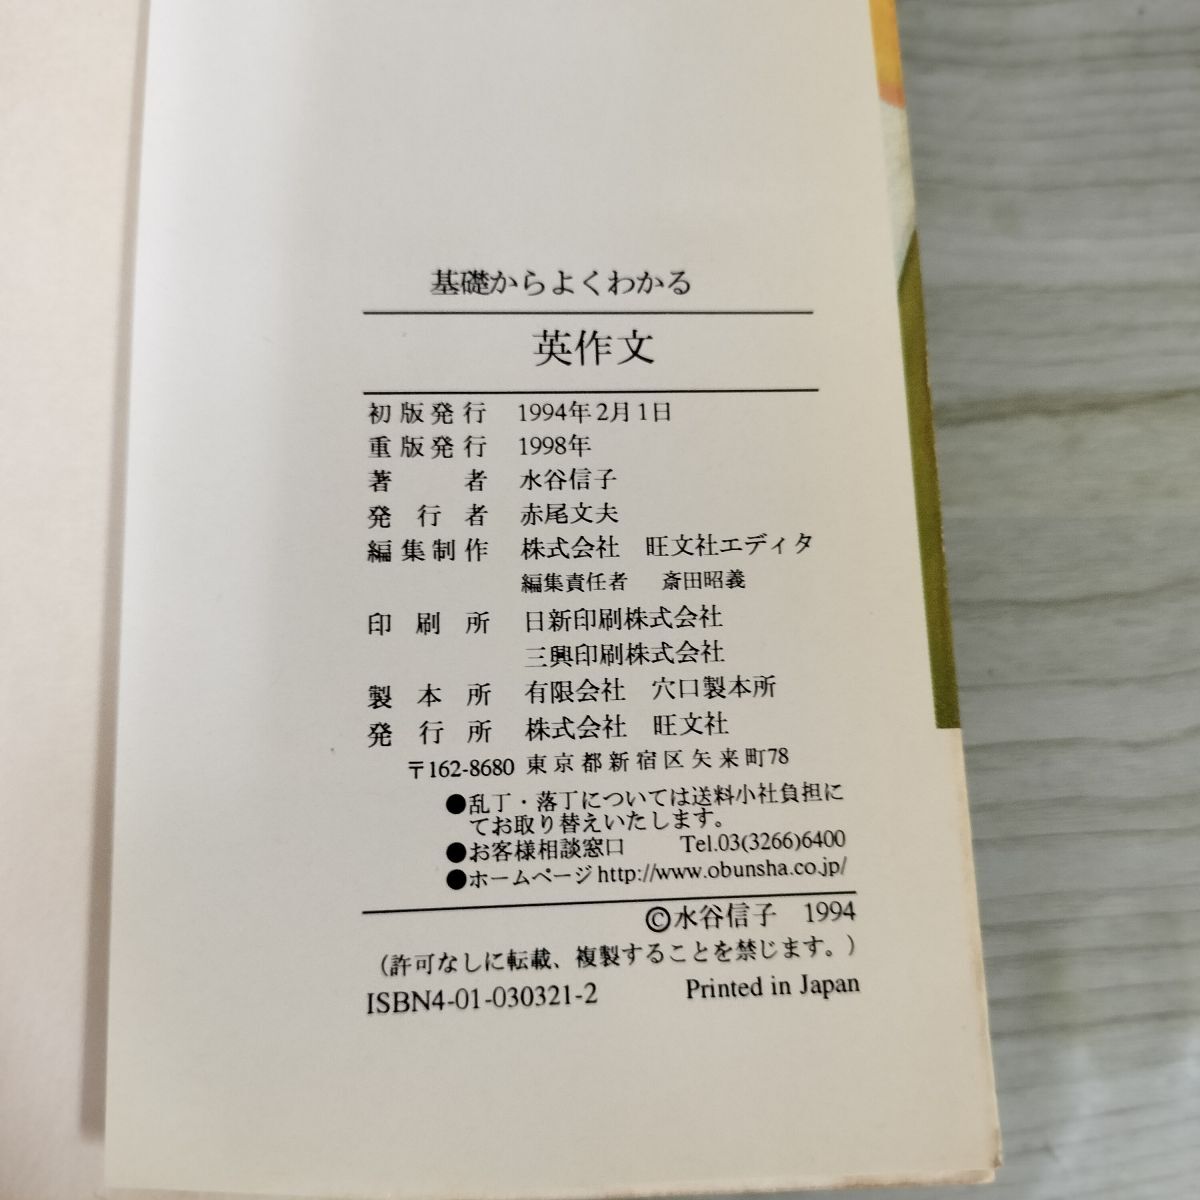 基礎からよくわかる
英作文
初版発行 1994年2月1日
重版発行 1998年
著者 水谷信子
発行者 赤尾文夫
編集制作 株式会社 旺文社エディタ
編集責任者 斎田昭義
印刷所 日新印刷株式会社
三興印刷株式会社
製本所 有限会社 穴口製本所
発行所 株式会社 旺文社
〒162-8680 東京都新宿区矢来町78
●乱丁・落丁については送料小社負担に
てお取り替えいたします。
●お客様相談窓口 Tel.03(3266)6400
●ホームページ http://www.obunsha.co.jp/
©水谷信子 1994
（許可なしに転載、複製することを禁じます。）
ISBN4-01-030321-2 Printed in Japan